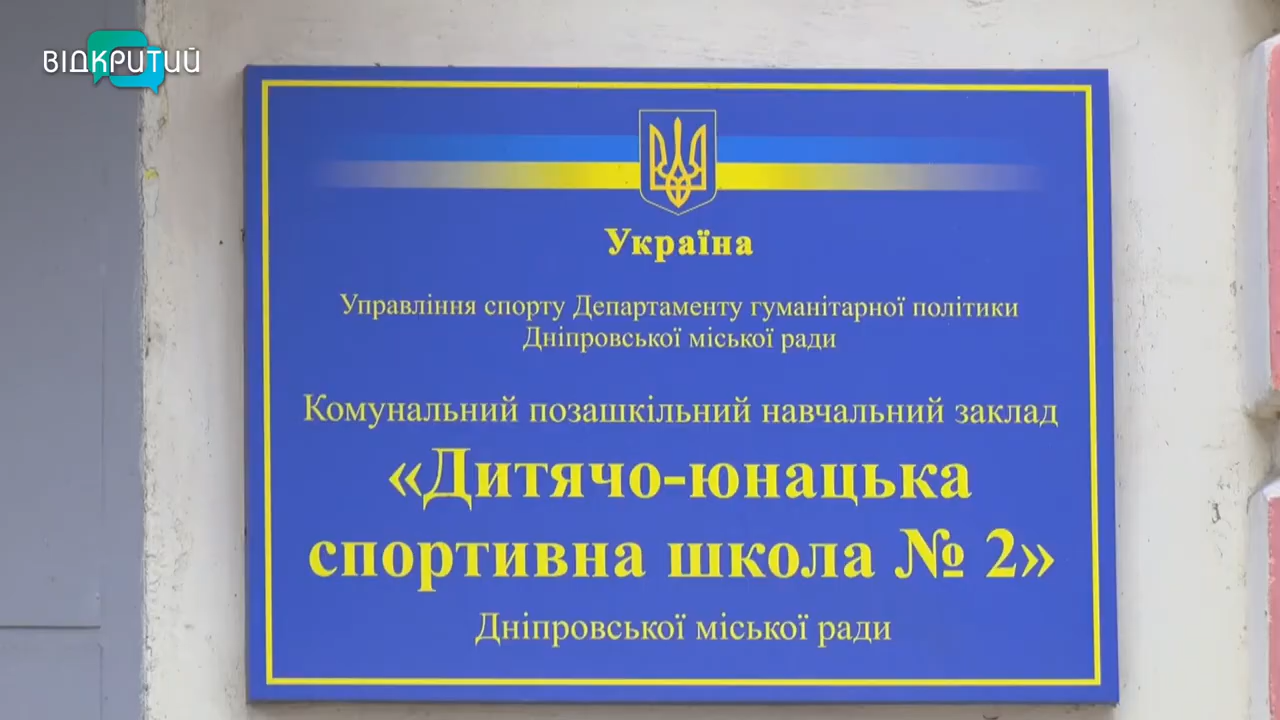 ВІДКРИТИЙ
Україна
Управління спорту Департаменту гуманітарної політики
Дніпровської міської ради
Комунальний позашкільний навчальний заклад
«Дитячо-юнацька
спортивна школа № 2»
Дніпровської міської ради